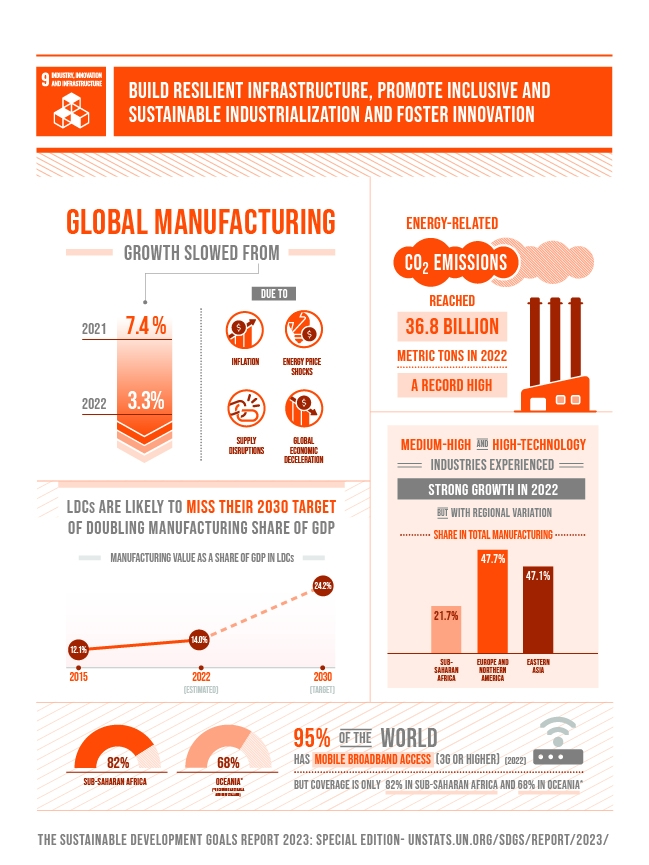 9 INDUSTRY, INNOVATION
AND INFRASTRUCTURE
BUILD RESILIENT INFRASTRUCTURE, PROMOTE INCLUSIVE AND
SUSTAINABLE INDUSTRIALIZATION AND FOSTER INNOVATION
GLOBAL MANUFACTURING
GROWTH SLOWED FROM
DUE TO
2021
7.4 %
2022
3.3%
$
INFLATION
$
ENERGY PRICE
SHOCKS
SUPPLY
DISRUPTIONS
$
GLOBAL
ECONOMIC
DECELERATION
ENERGY-RELATED
CO2 EMISSIONS
REACHED
36.8 BILLION
METRIC TONS IN 2022
A RECORD HIGH
LDCs ARE LIKELY TO MISS THEIR 2030 TARGET
OF DOUBLING MANUFACTURING SHARE OF GDP
MANUFACTURING VALUE AS A SHARE OF GDP IN LDCs
12.1%
14.0%
24.2%
2015
2022
(ESTIMATED)
2030
(TARGET)
MEDIUM-HIGH AND HIGH-TECHNOLOGY
INDUSTRIES EXPERIENCED
STRONG GROWTH IN 2022
BUT WITH REGIONAL VARIATION
SHARE IN TOTAL MANUFACTURING
21.7%
47.7%
47.1%
SUB-
SAHARAN
AFRICA
EUROPE AND
NORTHERN
AMERICA
EASTERN
ASIA
82%
SUB-SAHARAN AFRICA
68%
OCEANIA*
95% OF THE WORLD
HAS MOBILE BROADBAND ACCESS (3G OR HIGHER) (2022)
BUT COVERAGE IS ONLY 82% IN SUB-SAHARAN AFRICA AND 68% IN OCEANIA*
THE SUSTAINABLE DEVELOPMENT GOALS REPORT 2023: SPECIAL EDITION- UNSTATS.UN.ORG/SDGS/REPORT/2023/